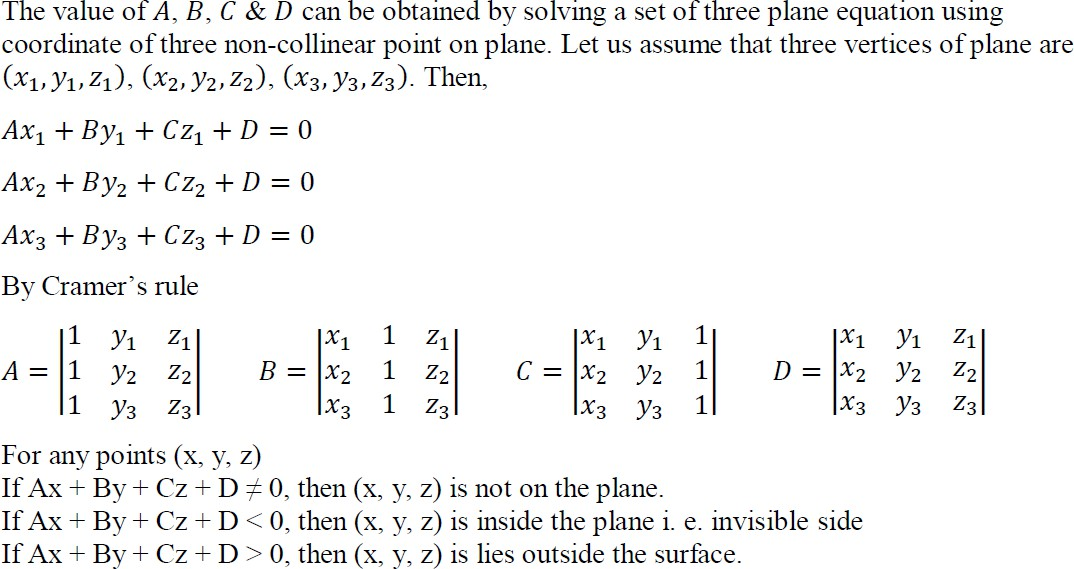 The value of A, B, C & D can be obtained by solving a set of three plane equation using
coordinate of three non-collinear point on plane. Let us assume that three vertices of plane are
(x₁, y₁, z₁), (x₂, y₂, z₂), (x₃, y₃, z₃). Then,
Ax₁ + By₁ + Cz₁ + D = 0
Ax₂ + By₂ + Cz₂ + D = 0
Ax₃ + By₃ + Cz₃ + D = 0
By Cramer’s rule
A = |1 y₁ z₁| B = |x₁ 1 z₁| C = |x₁ y₁ 1| D = |x₁ y₁ z₁|
|1 y₂ z₂| |x₂ 1 z₂| |x₂ y₂ 1| |x₂ y₂ z₂|
|1 y₃ z₃| |x₃ 1 z₃| |x₃ y₃ 1| |x₃ y₃ z₃|
For any points (x, y, z)
If Ax + By + Cz + D ≠ 0, then (x, y, z) is not on the plane.
If Ax + By + Cz + D < 0, then (x, y, z) is inside the plane i. e. invisible side
If Ax + By + Cz + D > 0, then (x, y, z) is lies outside the surface.